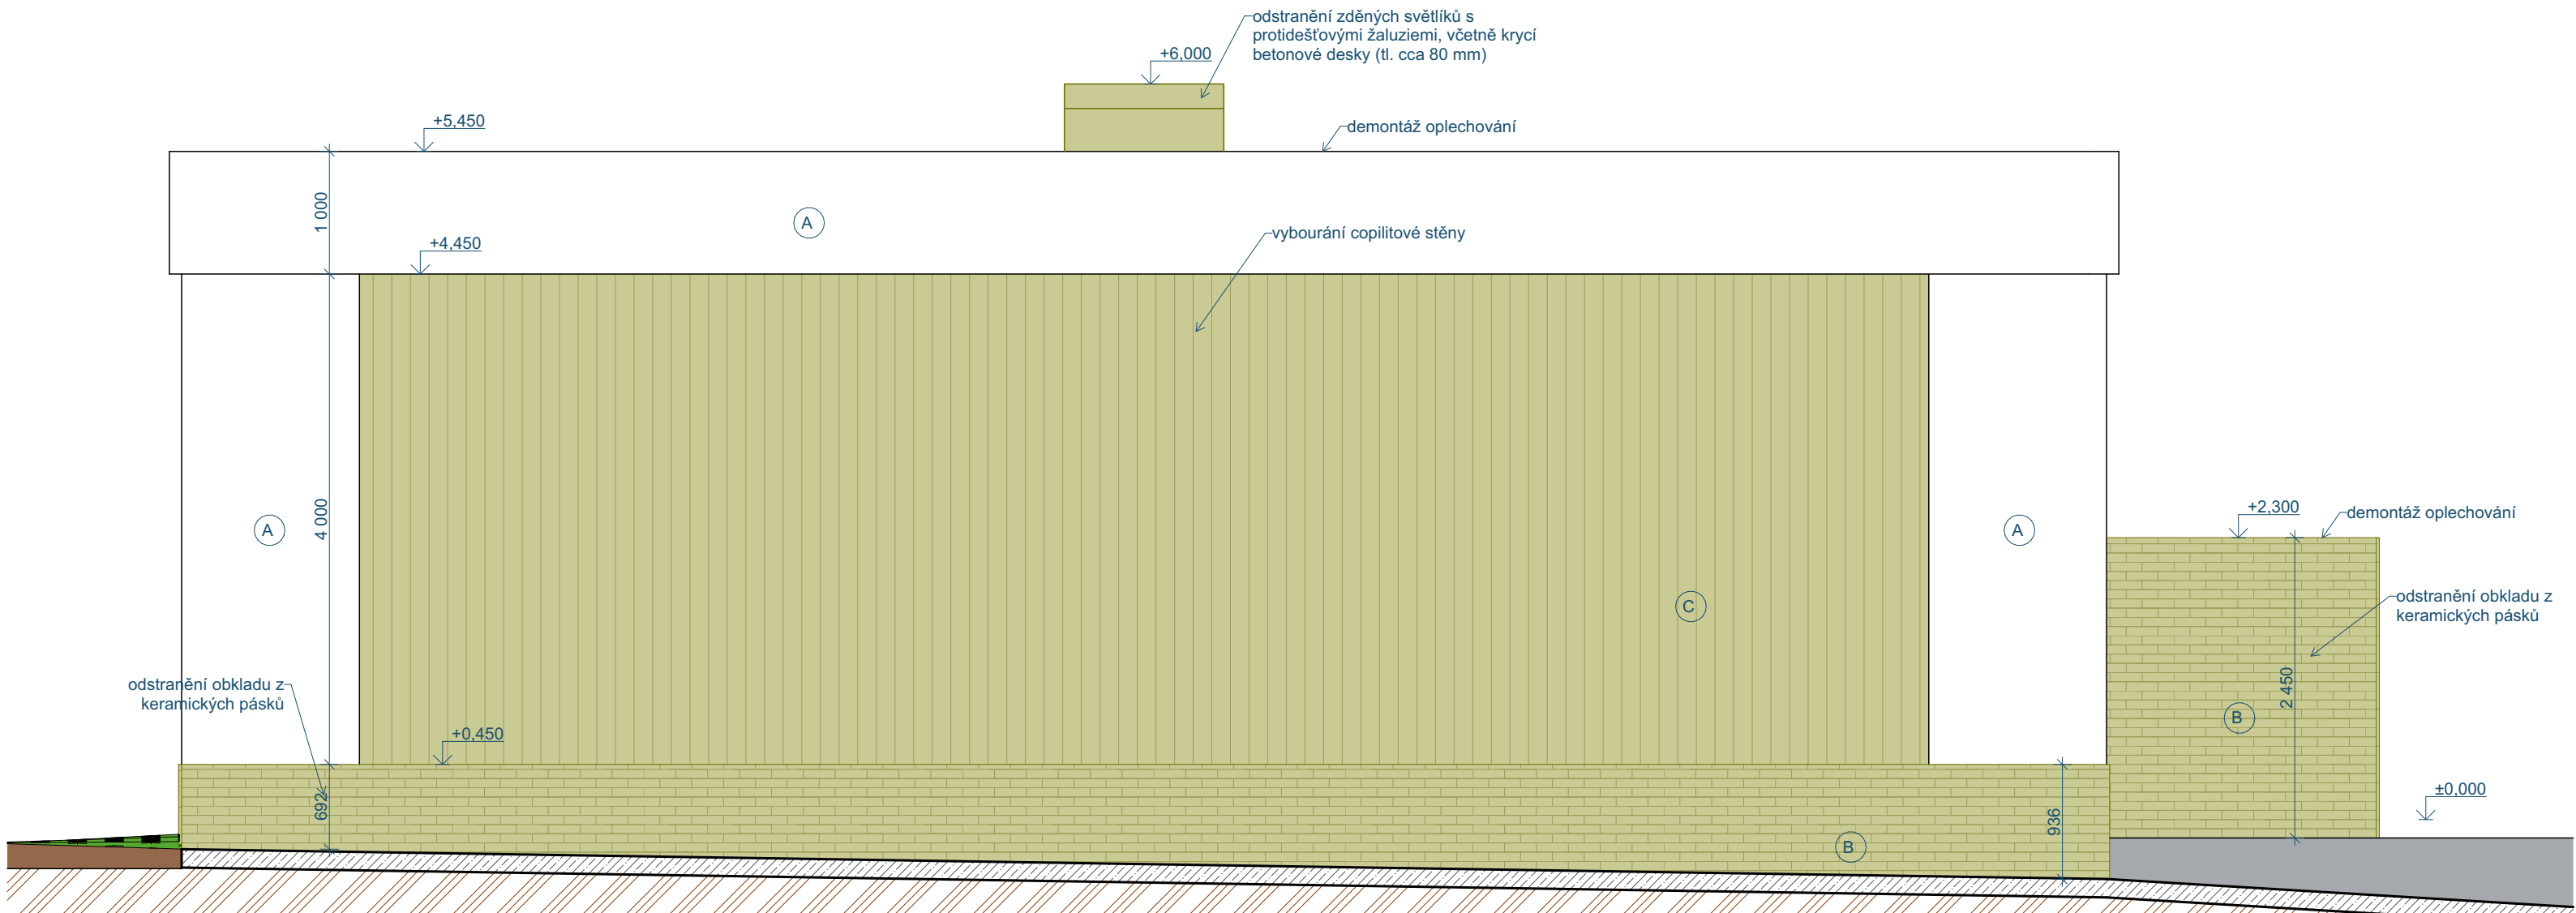 odstranění zděných světlíků s
protidešťovými žaluziemi, včetně krycí
betonové desky (tl. cca 80 mm)
+6,000
+5,450
demontáž oplechování
1 000
A
+4,450
vybourání copilitové stěny
4 000
A
A
+2,300
demontáž oplechování
C
odstranění obkladu z
keramických pásků
odstranění obkladu z
keramických pásků
2 450
B
+0,450
±0,000
692
936
B